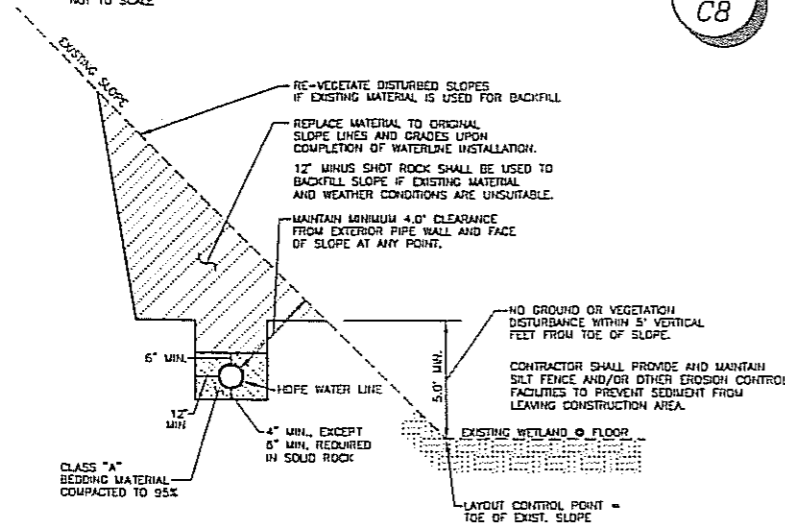 NOT TO SCALE
C8
EXISTING SLOPE
RE-VEGETATE DISTURBED SLOPES
IF EXISTING MATERIAL IS USED FOR BACKFILL
REPLACE MATERIAL TO ORIGINAL
SLOPE LINES AND GRADES UPON
COMPLETION OF WATERLINE INSTALLATION.
12" MINUS SHOT ROCK SHALL BE USED TO
BACKFILL SLOPE IF EXISTING MATERIAL
AND WEATHER CONDITIONS ARE UNSUITABLE.
MAINTAIN MINIMUM 4.0' CLEARANCE
FROM EXTERIOR PIPE WALL AND FACE
OF SLOPE AT ANY POINT.
NO GROUND OR VEGETATION
DISTURBANCE WITHIN 5' VERTICAL
FEET FROM TOE OF SLOPE.
CONTRACTOR SHALL PROVIDE AND MAINTAIN
SILT FENCE AND/OR OTHER EROSION CONTROL
FACILITIES TO PREVENT SEDIMENT FROM
LEAVING CONSTRUCTION AREA.
5.0' MIN.
6" MIN.
HDPE WATER LINE
12"
MIN
4" MIN., EXCEPT
6" MIN. REQUIRED
IN SOLID ROCK
CLASS "A"
BEDDING MATERIAL
COMPACTED TO 95%
EXISTING WETLAND @ FLOOR
LAYOUT CONTROL POINT =
TOE OF EXIST. SLOPE